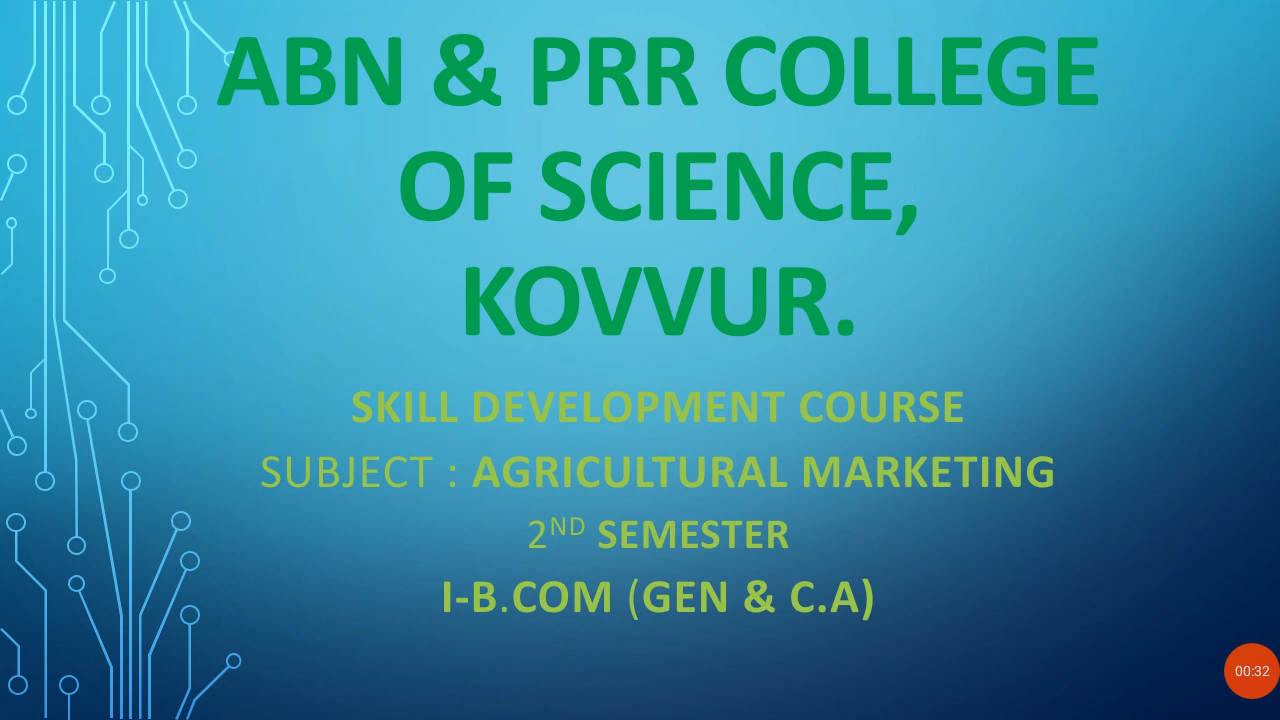 ABN & PRR COLLEGE
OF SCIENCE,
KOVVUR.
SKILL DEVELOPMENT COURSE
SUBJECT : AGRICULTURAL MARKETING
2ND SEMESTER
I-B.COM (GEN & C.A)
00:32